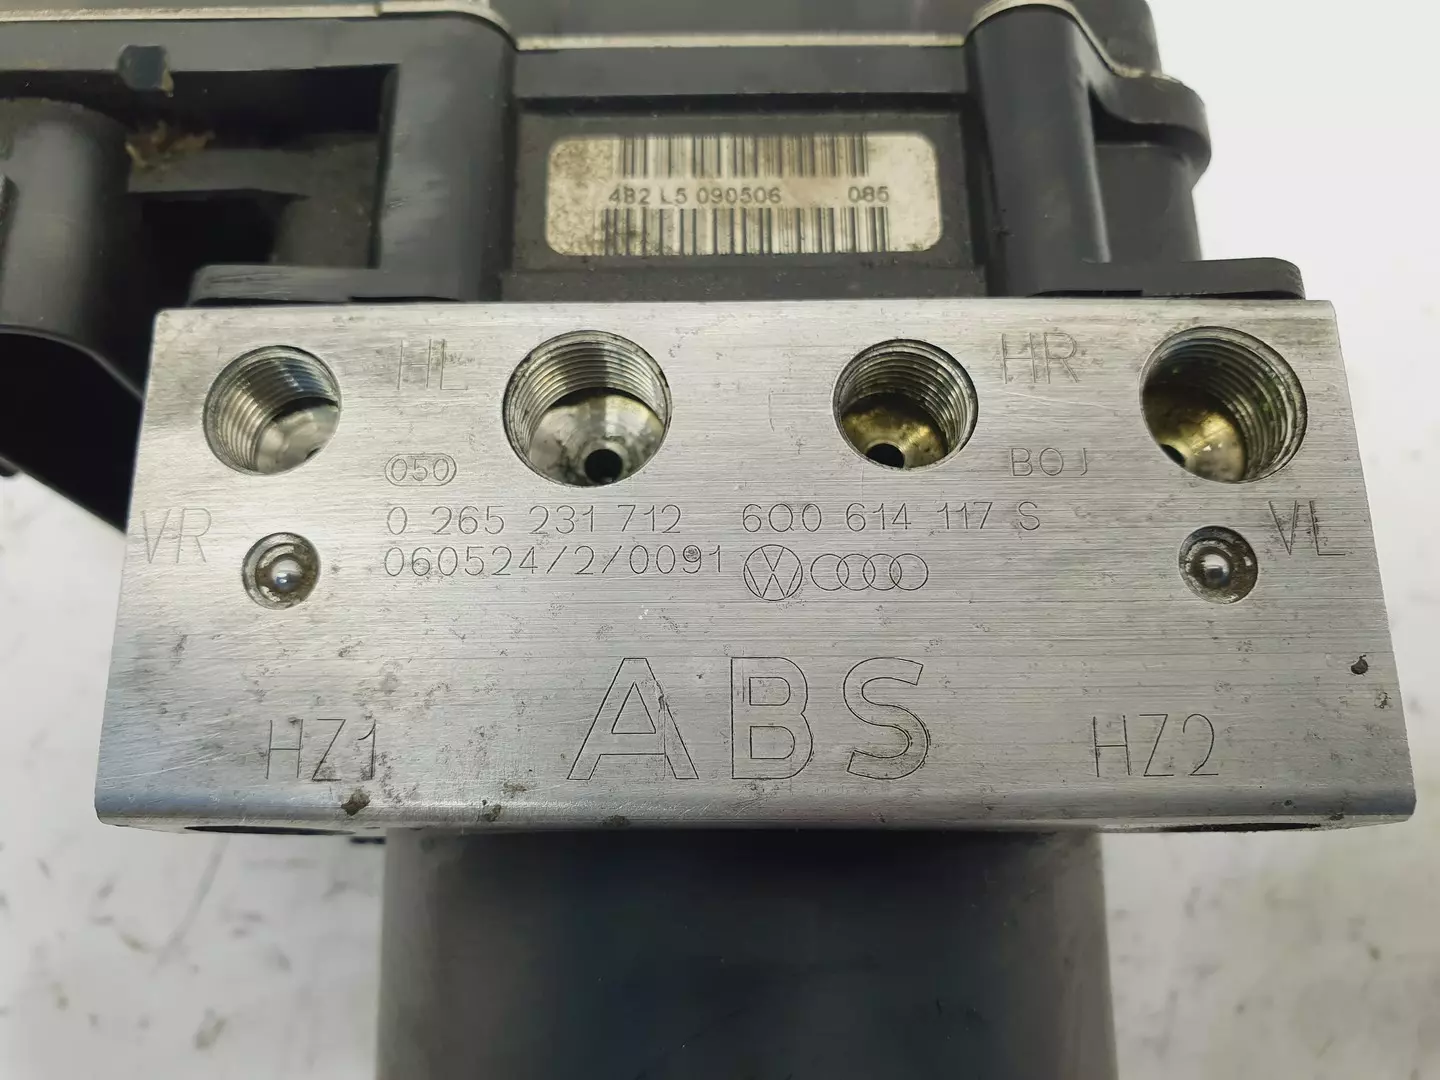 4B2 L5 090506 085
HL HR
050 BOJ
VR 0 265 231 712 6Q0 614 117 S VL
060524/2/0091
ABS
HZ1 HZ2